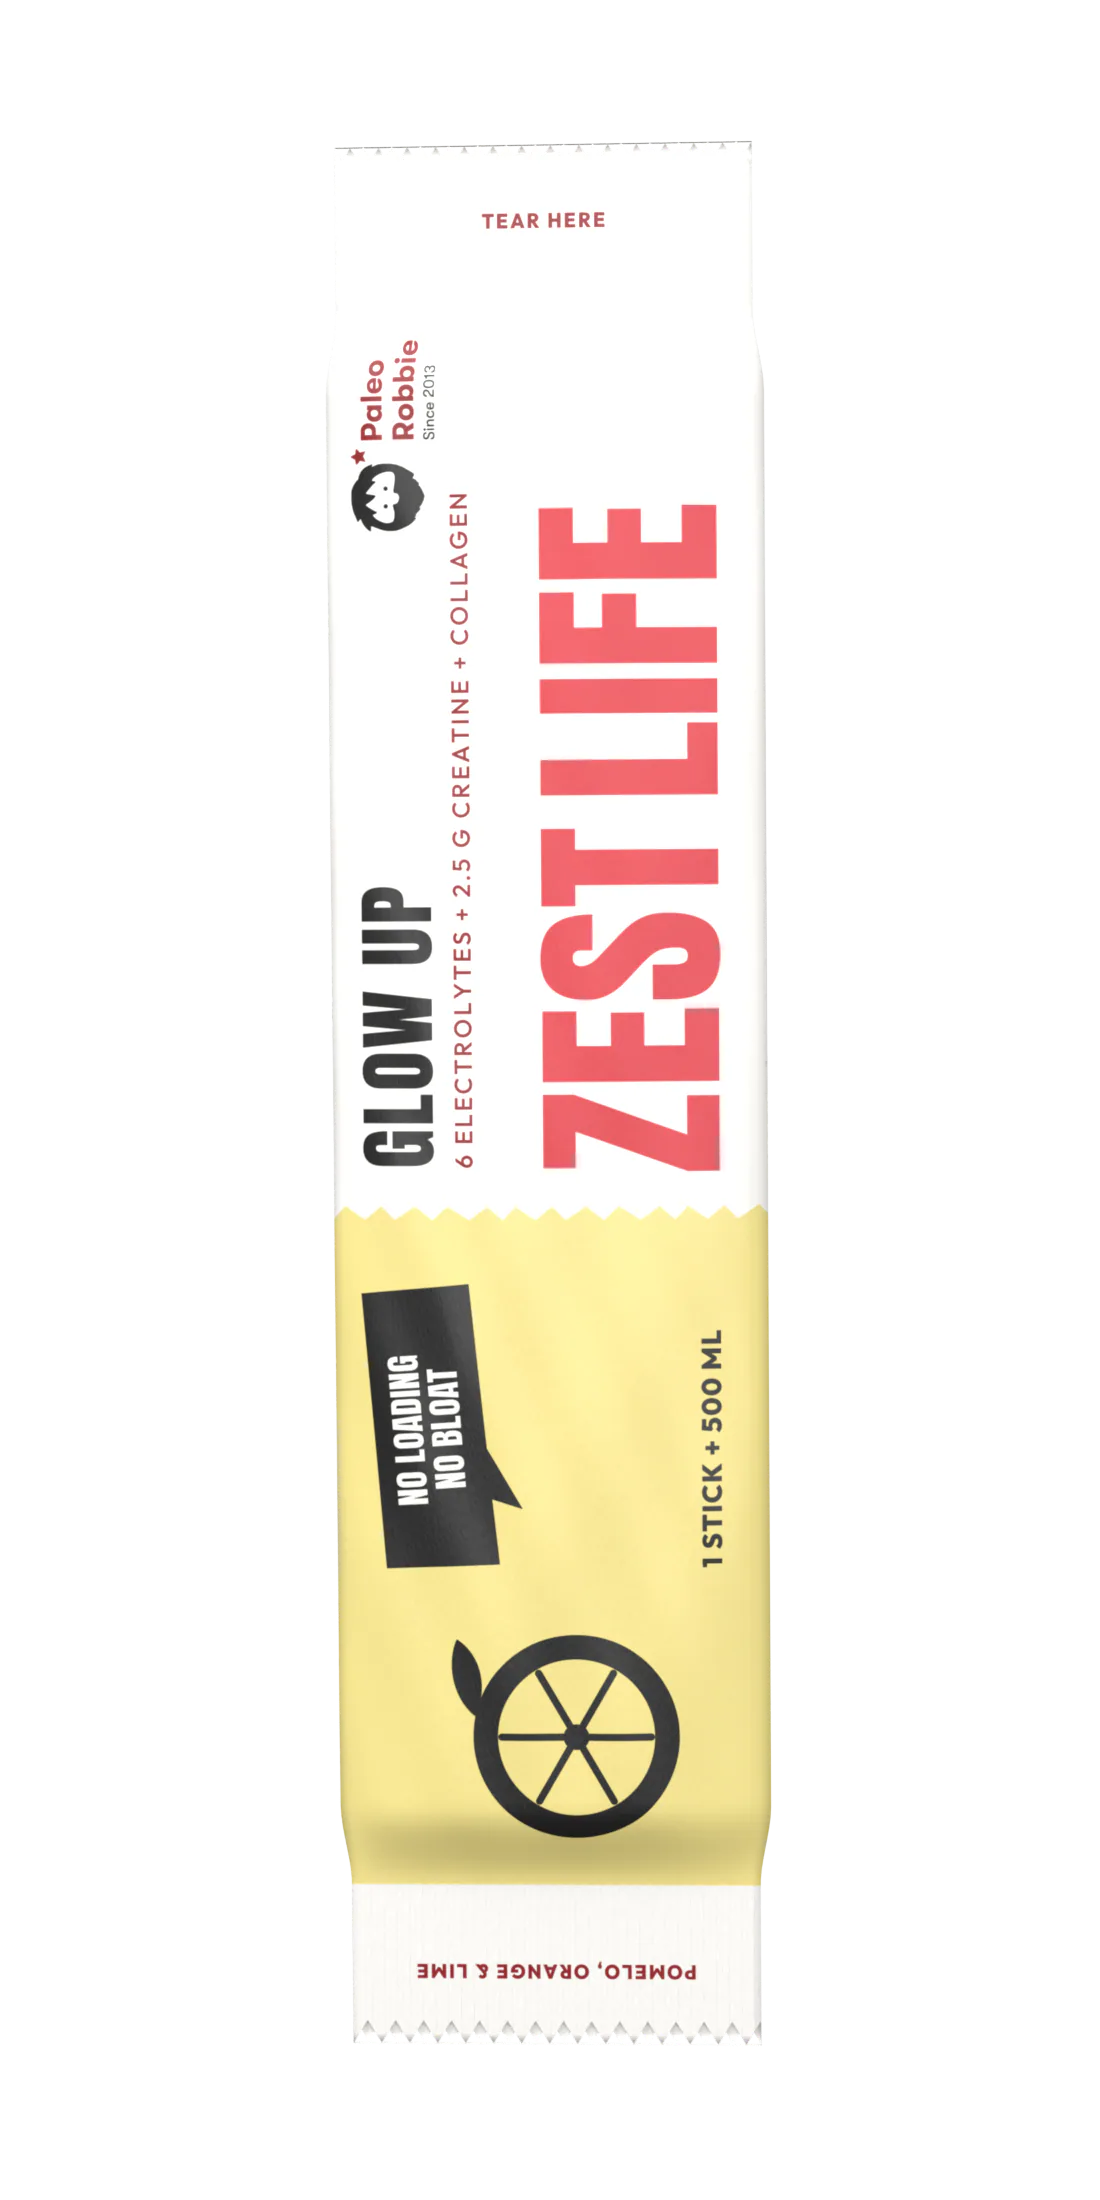 TEAR HERE
Paleo
Robbie
Since 2013
GLOW UP
6 ELECTROLYTES + 2.5 G CREATINE + COLLAGEN
ZEST LIFE
NO LOADING
NO BLOAT
1 STICK + 500 ML
POMELO, ORANGE & LIME